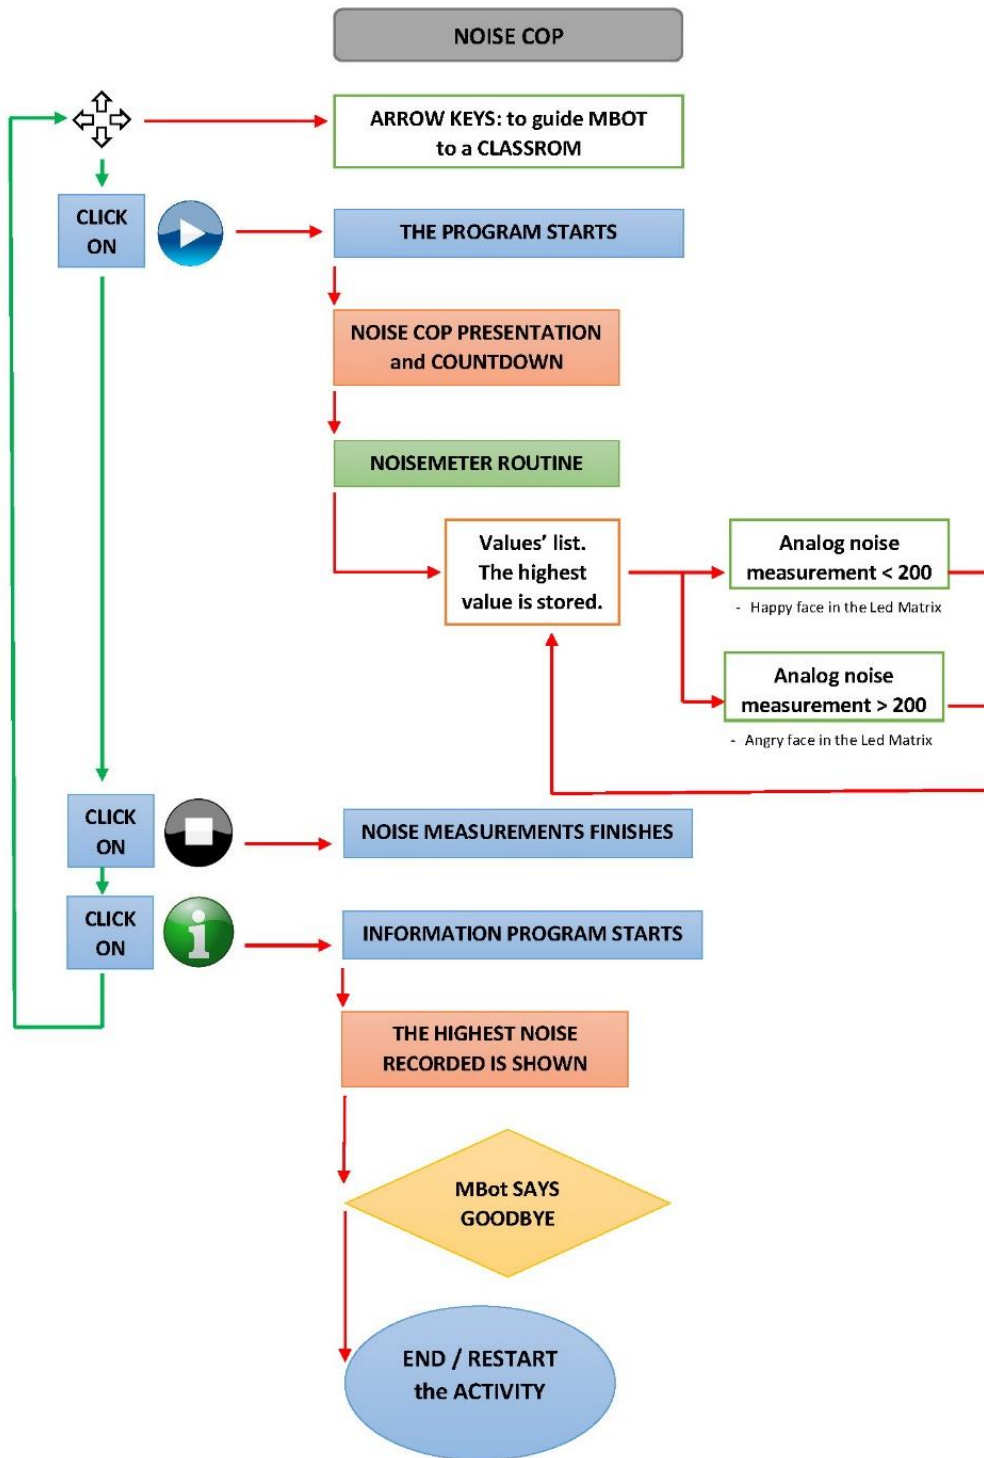 NOISE COP
ARROW KEYS: to guide MBOT
to a CLASSROM
CLICK
ON
THE PROGRAM STARTS
NOISE COP PRESENTATION
and COUNTDOWN
NOISEMETER ROUTINE
Values’ list.
The highest
value is stored.
Analog noise
measurement < 200
- Happy face in the Led Matrix
Analog noise
measurement > 200
- Angry face in the Led Matrix
CLICK
ON
NOISE MEASUREMENTS FINISHES
CLICK
ON
INFORMATION PROGRAM STARTS
THE HIGHEST NOISE
RECORDED IS SHOWN
MBot SAYS
GOODBYE
END / RESTART
the ACTIVITY